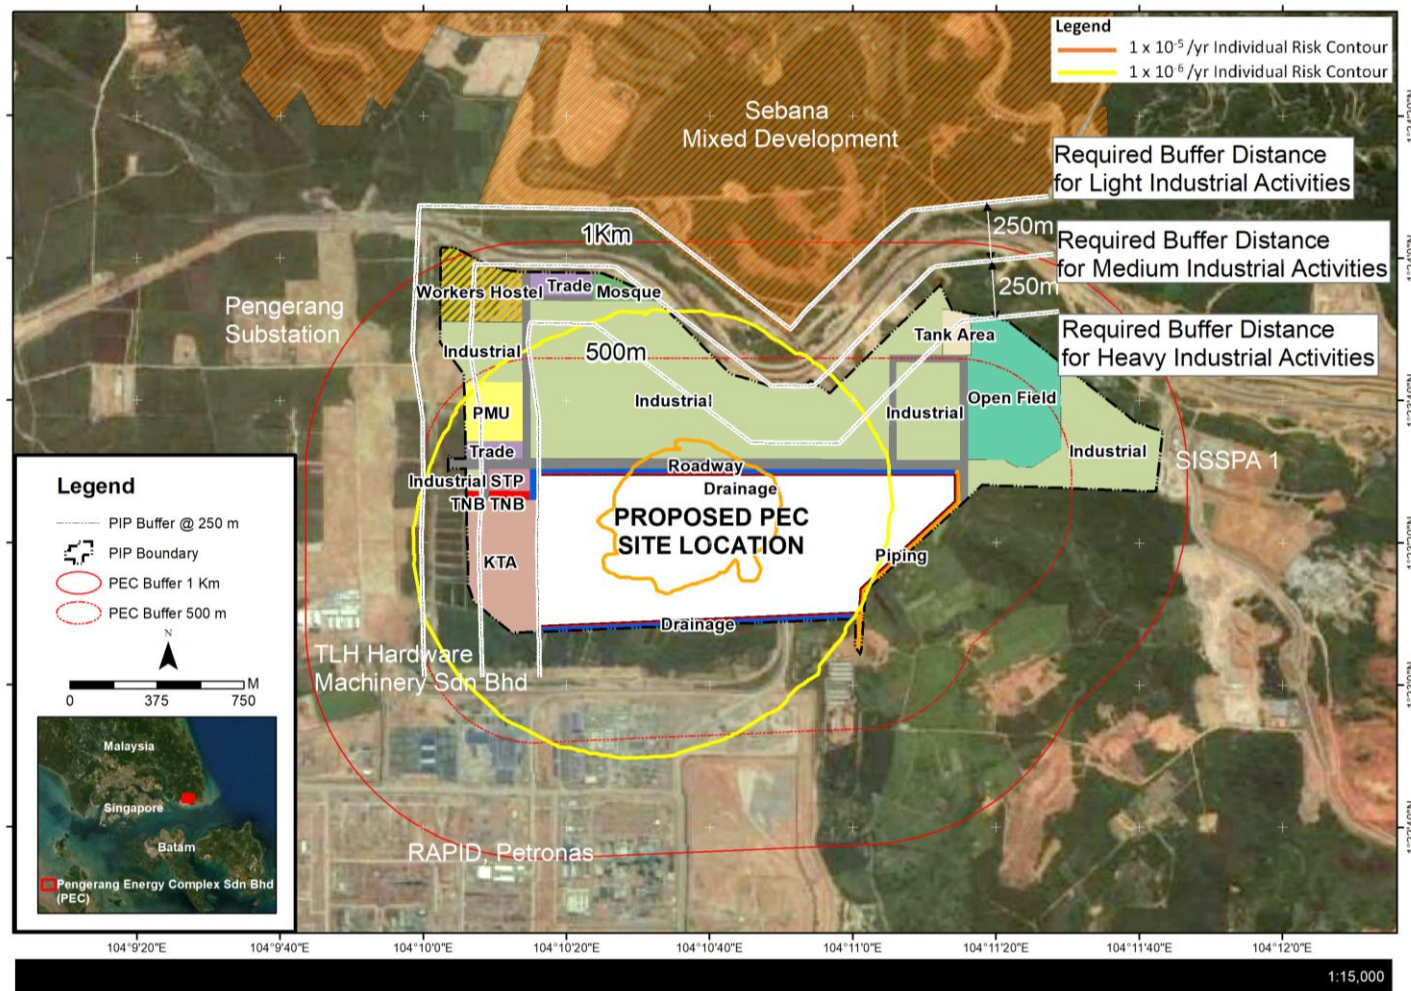 Legend
1 x 10⁻⁵ /yr Individual Risk Contour
1 x 10⁻⁶ /yr Individual Risk Contour
Sebana
Mixed Development
Required Buffer Distance
for Light Industrial Activities
250m
1Km
Required Buffer Distance
for Medium Industrial Activities
250m
Workers Hostel
Trade
Mosque
Pengerang
Substation
Required Buffer Distance
for Heavy Industrial Activities
Tank Area
Industrial
500m
PMU
Industrial
Industrial
Open Field
Trade
Industrial
SISSPA 1
Roadway
Industrial STP
Drainage
TNB TNB
PROPOSED PEC
SITE LOCATION
KTA
Piping
Drainage
TLH Hardware
Machinery Sdn Bhd
RAPID, Petronas
Legend
PIP Buffer @ 250 m
PIP Boundary
PEC Buffer 1 Km
PEC Buffer 500 m
N
0 375 750 M
Malaysia
Singapore
Batam
Pengerang Energy Complex Sdn Bhd
(PEC)
104°9'20"E 104°9'40"E 104°10'0"E 104°10'20"E 104°10'40"E 104°11'0"E 104°11'20"E 104°11'40"E 104°12'0"E
1:15,000